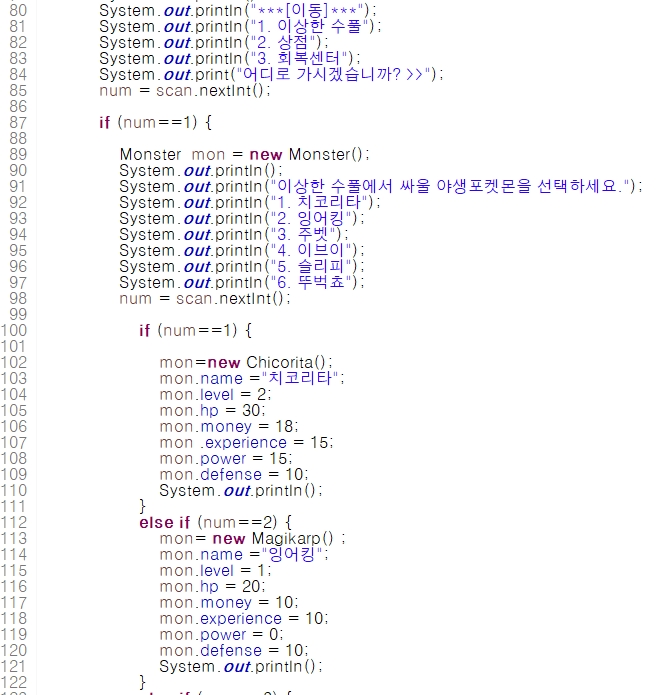 80 System.out.println("***[이동]***");
81 System.out.println("1. 이상한 수풀");
82 System.out.println("2. 상점");
83 System.out.println("3. 회복센터");
84 System.out.print("어디로 가시겠습니까? >>");
85 num = scan.nextInt();
86
87 if (num==1) {
88
89 Monster mon = new Monster();
90 System.out.println();
91 System.out.println("이상한 수풀에서 싸울 야생포켓몬을 선택하세요.");
92 System.out.println("1. 치코리타");
93 System.out.println("2. 잉어킹");
94 System.out.println("3. 주벳");
95 System.out.println("4. 이브이");
96 System.out.println("5. 슬리피");
97 System.out.println("6. 뚜벅쵸");
98 num = scan.nextInt();
99
100 if (num==1) {
101
102 mon=new Chicorita();
103 mon.name ="치코리타";
104 mon.level = 2;
105 mon.hp = 30;
106 mon.money = 18;
107 mon .experience = 15;
108 mon.power = 15;
109 mon.defense = 10;
110 System.out.println();
111 }
112 else if (num==2) {
113 mon= new Magikarp() ;
114 mon.name ="잉어킹";
115 mon.level = 1;
116 mon.hp = 20;
117 mon.money = 10;
118 mon.experience = 10;
119 mon.power = 0;
120 mon.defense = 10;
121 System.out.println();
122 }